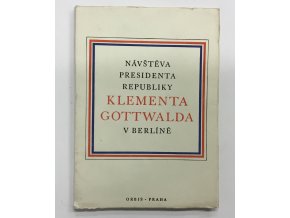 NÁVŠTĚVA
PRESIDENTA
REPUBLIKY
KLEMENTA
GOTTWALDA
V BERLÍNĚ
ORBIS - PRAHA